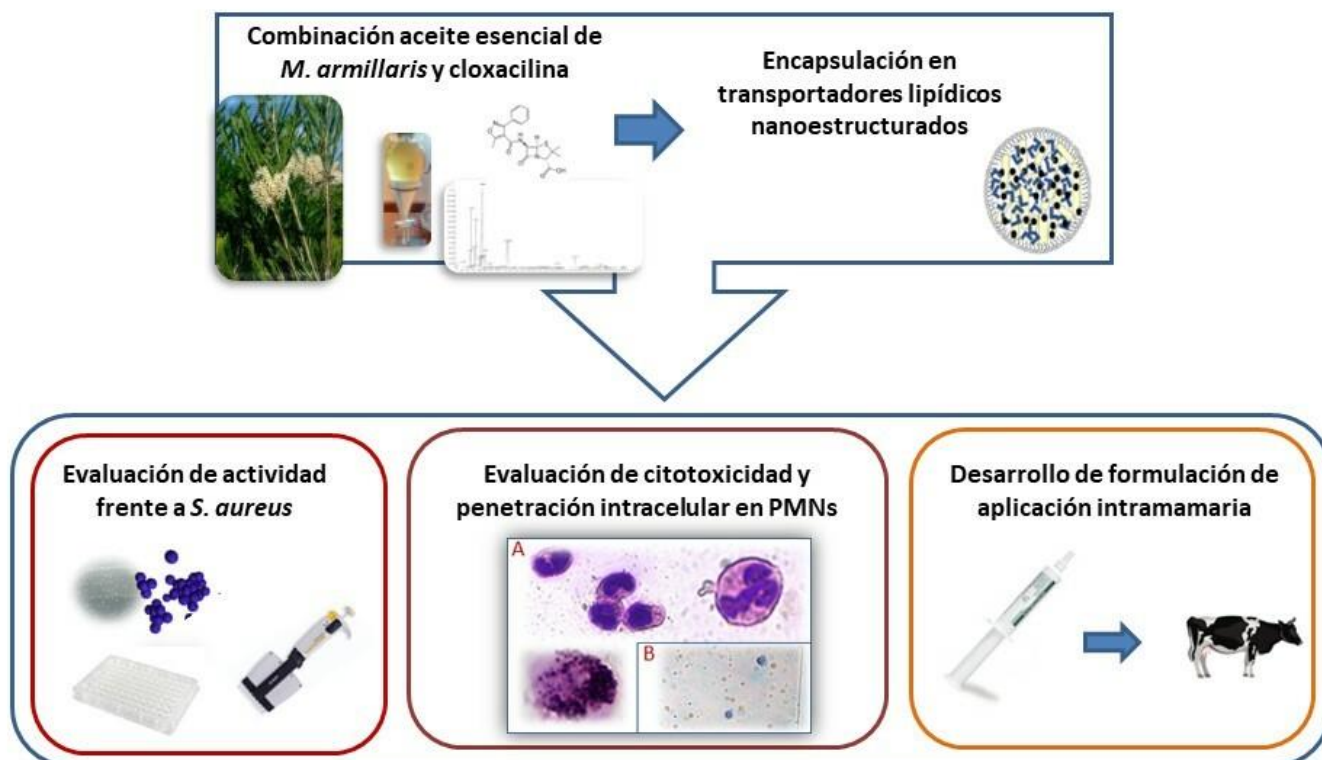 Combinación aceite esencial de
M. armillaris y cloxacilina
Encapsulación en
transportadores lipídicos
nanoestructurados
Evaluación de actividad
frente a S. aureus
Evaluación de citotoxicidad y
penetración intracelular en PMNs
A
B
Desarrollo de formulación de
aplicación intramamaria